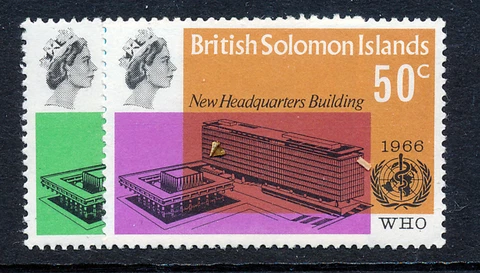 British Solomon Islands
50c
New Headquarters Building
1966
WHO